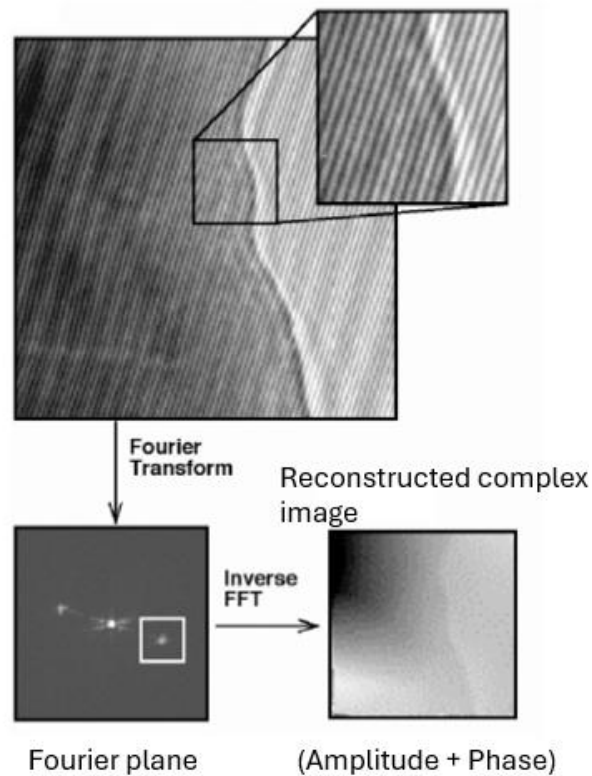 Fourier
Transform
Reconstructed complex
image
Inverse
FFT
Fourier plane
(Amplitude + Phase)